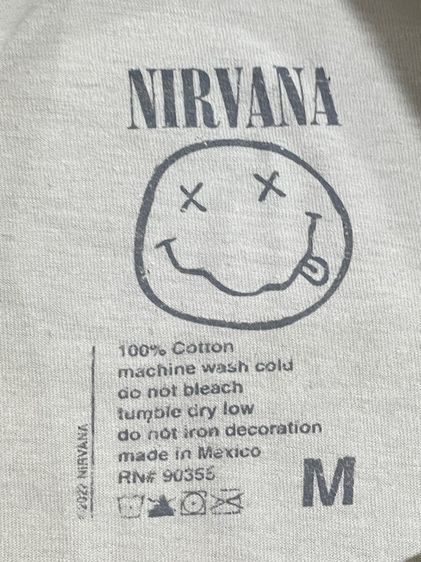 NIRVANA
100% Cotton
machine wash cold
do not bleach
tumble dry low
do not iron decoration
made in Mexico
RN# 90355
M
©2022 NIRVANA